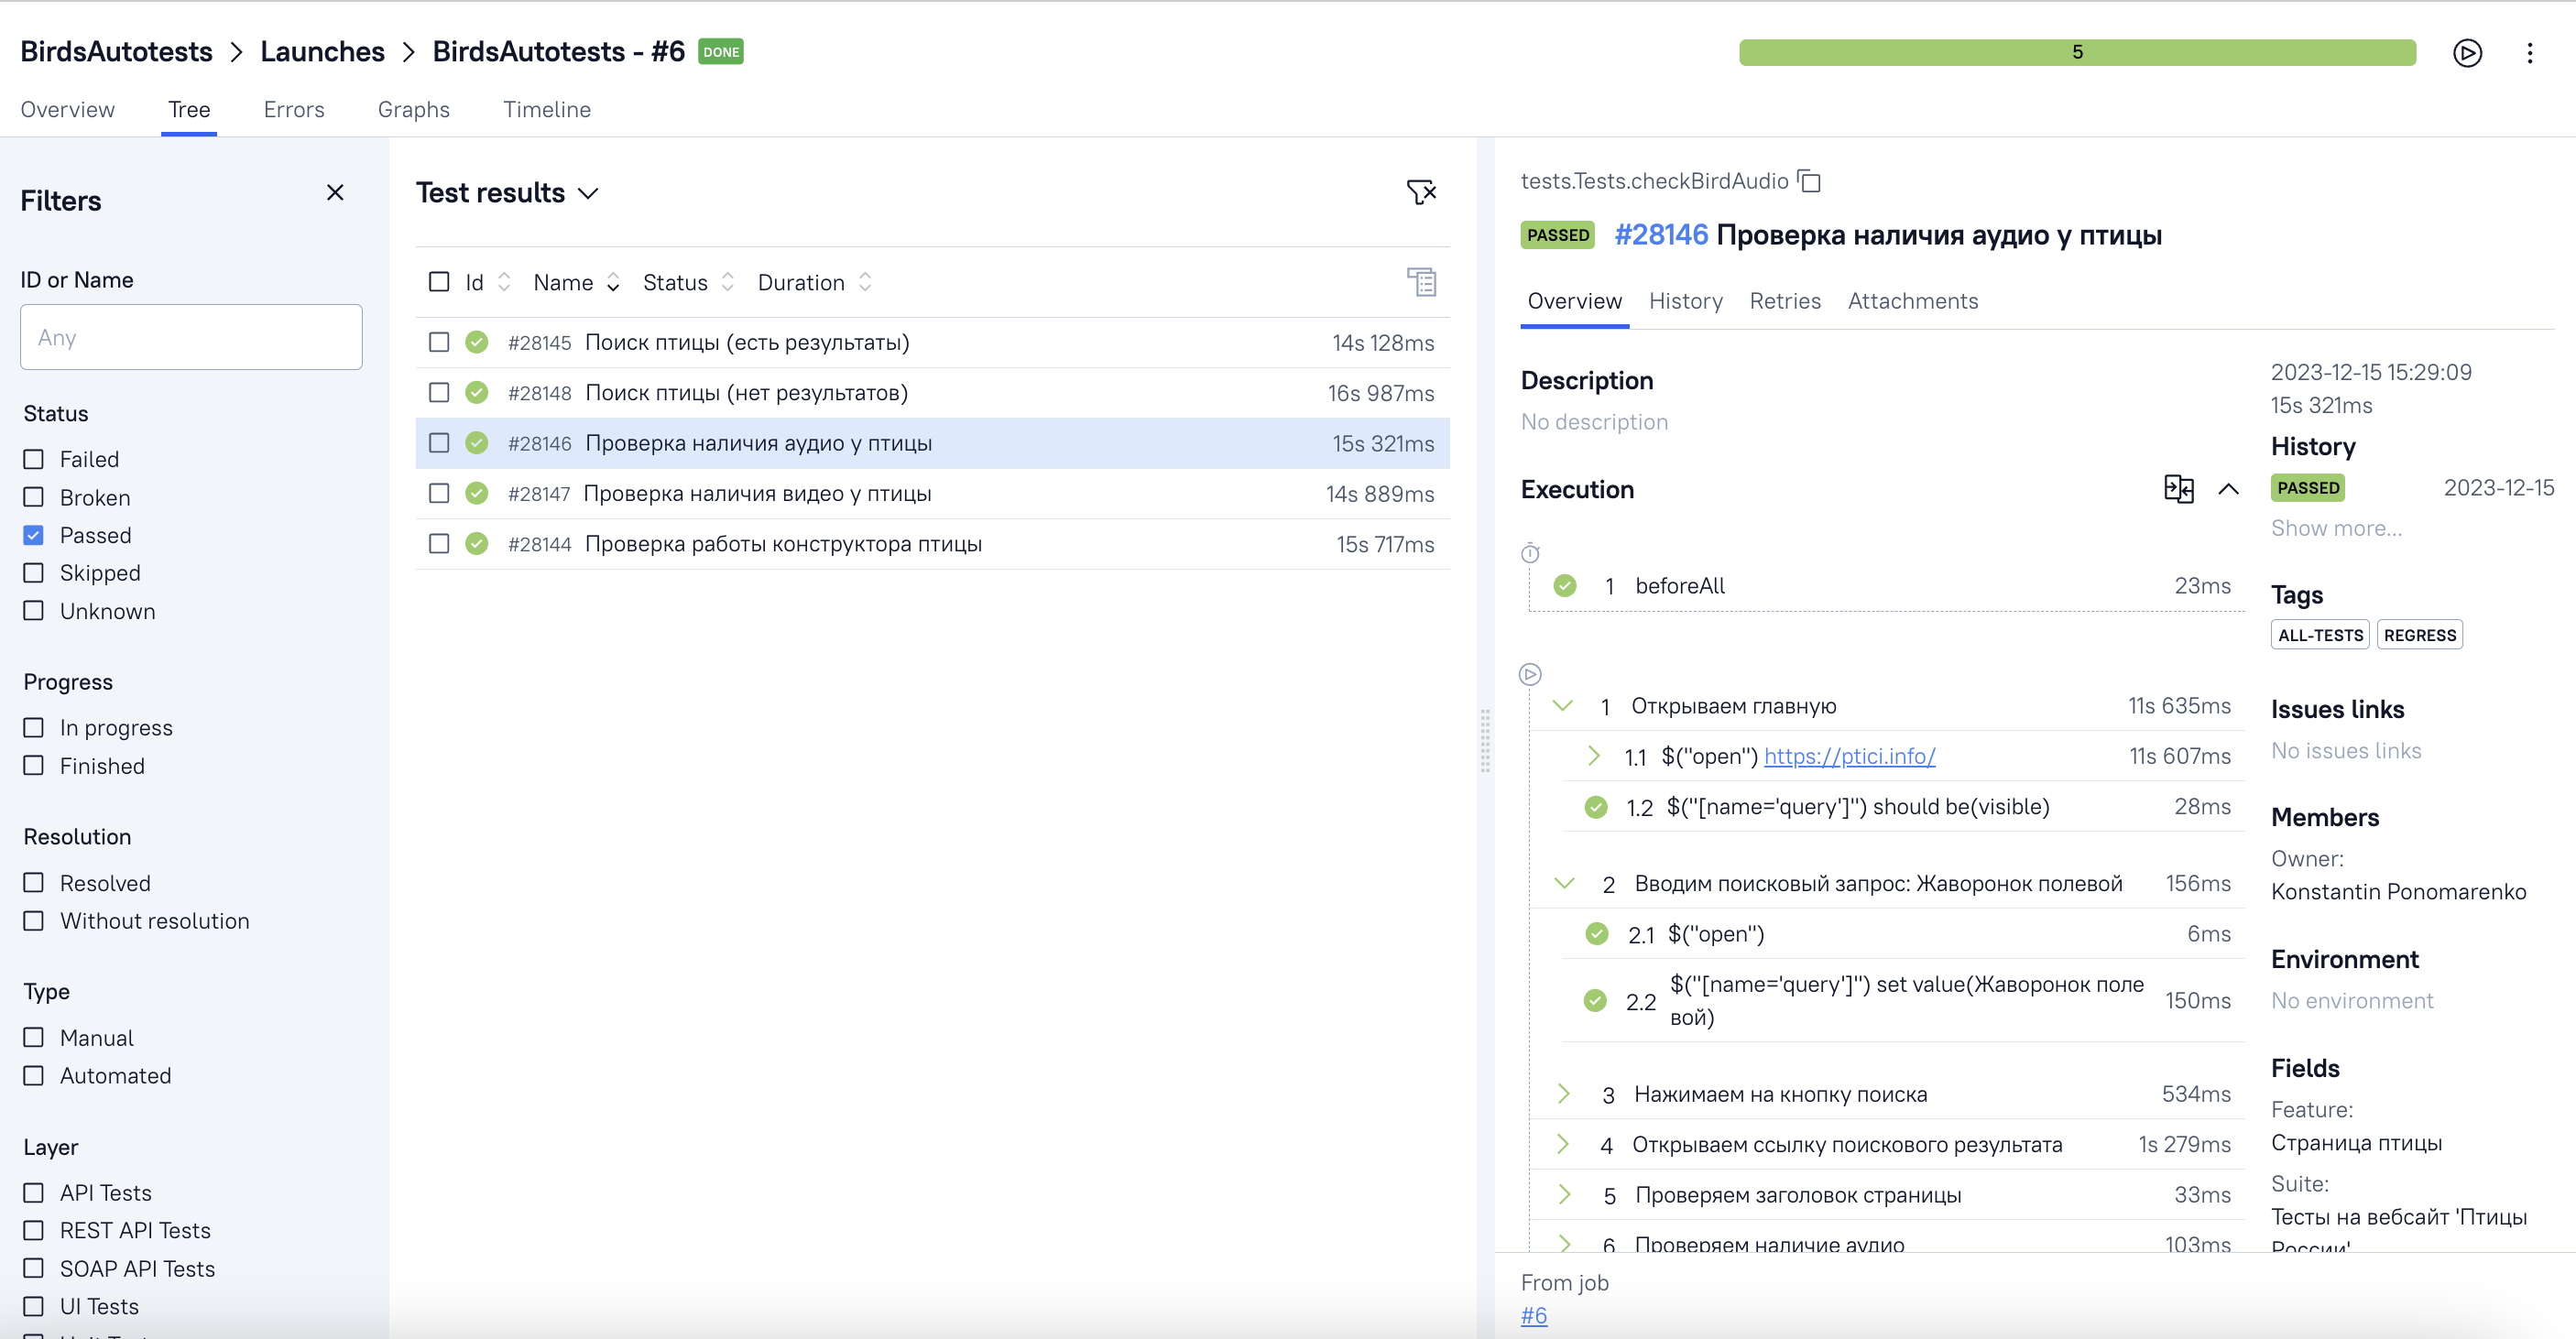 BirdsAutotests > Launches > BirdsAutotests - #6 DONE
5
Overview Tree Errors Graphs Timeline
Filters
ID or Name
Any
Status
Failed
Broken
Passed
Skipped
Unknown
Progress
In progress
Finished
Resolution
Resolved
Without resolution
Type
Manual
Automated
Layer
API Tests
REST API Tests
SOAP API Tests
UI Tests
Test results
Id Name Status Duration
#28145 Поиск птицы (есть результаты) 14s 128ms
#28148 Поиск птицы (нет результатов) 16s 987ms
#28146 Проверка наличия аудио у птицы 15s 321ms
#28147 Проверка наличия видео у птицы 14s 889ms
#28144 Проверка работы конструктора птицы 15s 717ms
tests.Tests.checkBirdAudio
PASSED #28146 Проверка наличия аудио у птицы
Overview History Retries Attachments
Description
No description
Execution
1 beforeAll 23ms
1 Открываем главную 11s 635ms
1.1 $("open") https://ptici.info/ 11s 607ms
1.2 $("[name='query']") should be(visible) 28ms
2 Вводим поисковый запрос: Жаворонок полевой 156ms
2.1 $("open") 6ms
2.2 $("[name='query']") set value(Жаворонок поле
вой) 150ms
3 Нажимаем на кнопку поиска 534ms
4 Открываем ссылку поискового результата 1s 279ms
5 Проверяем заголовок страницы 33ms
6 Проверяем наличие аудио 103ms
2023-12-15 15:29:09
15s 321ms
History
PASSED 2023-12-15
Show more...
Tags
ALL-TESTS REGRESS
Issues links
No issues links
Members
Owner:
Konstantin Ponomarenko
Environment
No environment
Fields
Feature:
Страница птицы
Suite:
Тесты на вебсайт 'Птицы
России'
From job
#6